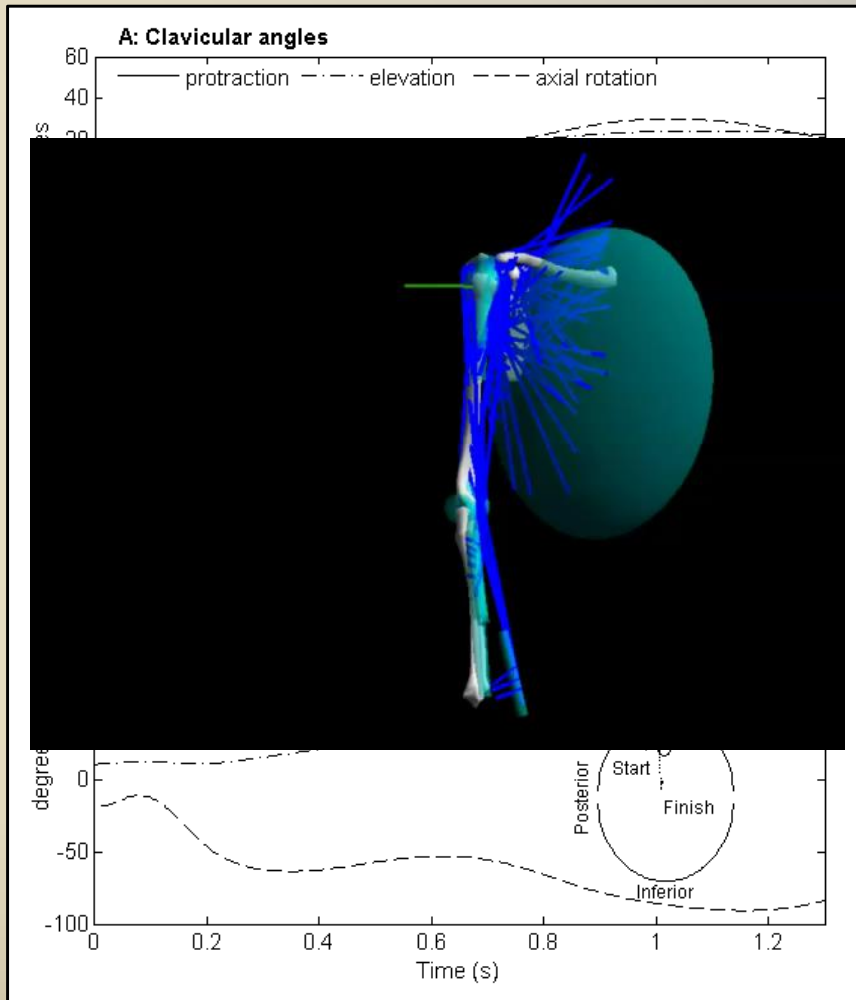 A: Clavicular angles
60
protraction elevation axial rotation
40
20
0
Start
Posterior
Finish
-50
Inferior
-100
0 0.2 0.4 0.6 0.8 1 1.2
Time (s)